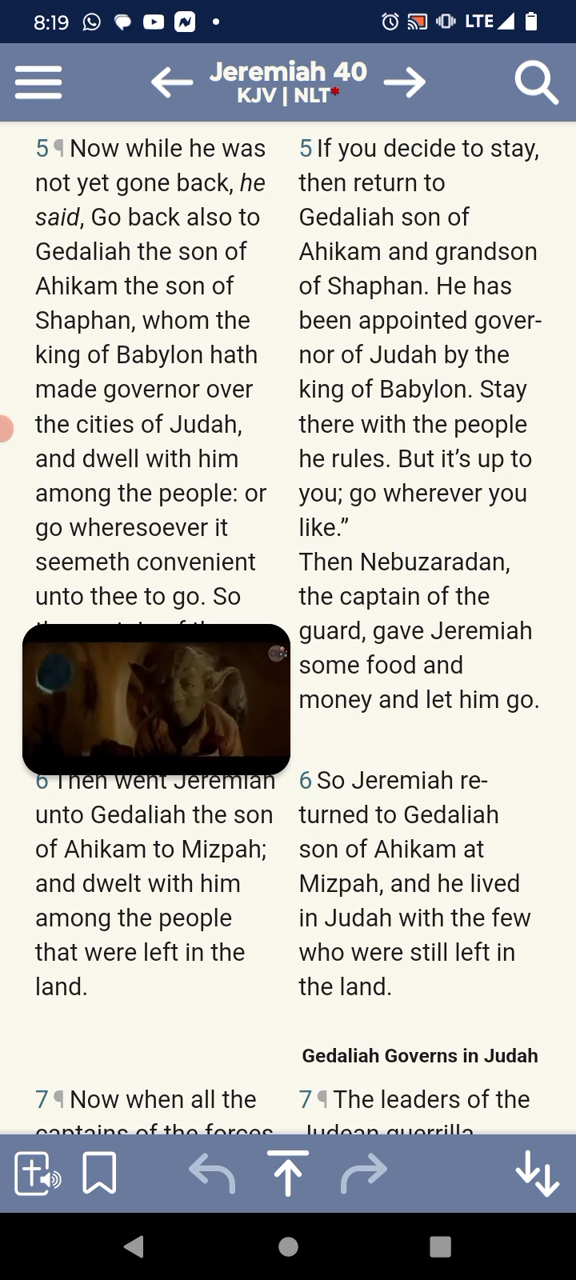 8:19
LTE
Jeremiah 40
KJV | NLT*
5 ¶ Now while he was
not yet gone back, he
said, Go back also to
Gedaliah the son of
Ahikam the son of
Shaphan, whom the
king of Babylon hath
made governor over
the cities of Judah,
and dwell with him
among the people: or
go wheresoever it
seemeth convenient
unto thee to go. So
6 Then went Jeremiah
unto Gedaliah the son
of Ahikam to Mizpah;
and dwelt with him
among the people
that were left in the
land.
7 ¶ Now when all the
captains of the forces
5 If you decide to stay,
then return to
Gedaliah son of
Ahikam and grandson
of Shaphan. He has
been appointed gover-
nor of Judah by the
king of Babylon. Stay
there with the people
he rules. But it’s up to
you; go wherever you
like.”
Then Nebuzaradan,
the captain of the
guard, gave Jeremiah
some food and
money and let him go.
6 So Jeremiah re-
turned to Gedaliah
son of Ahikam at
Mizpah, and he lived
in Judah with the few
who were still left in
the land.
Gedaliah Governs in Judah
7 ¶ The leaders of the
Judean guerrilla